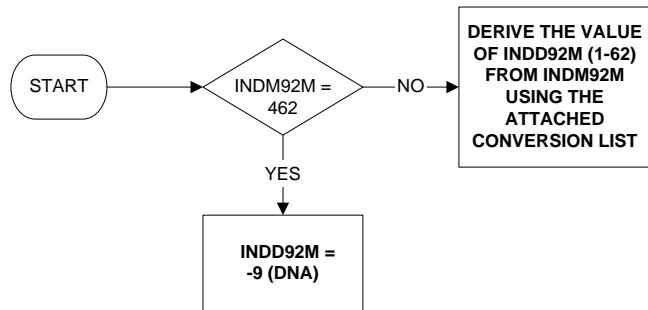 START
INDM92M =
462
NO
DERIVE THE VALUE
OF INDD92M (1-62)
FROM INDM92M
USING THE
ATTACHED
CONVERSION LIST
YES
INDD92M =
-9 (DNA)